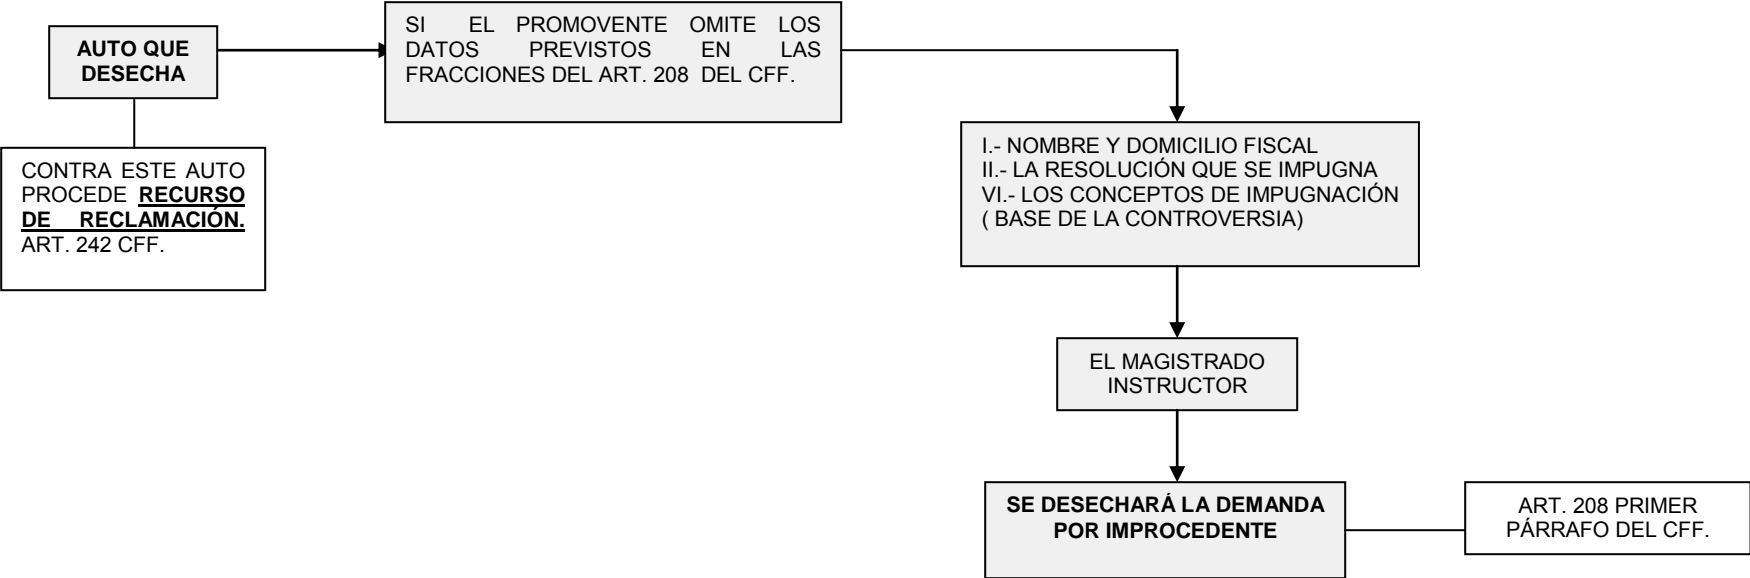 AUTO QUE
DESECHA
SI EL PROMOVENTE OMITE LOS
DATOS PREVISTOS EN LAS
FRACCIONES DEL ART. 208 DEL CFF.
CONTRA ESTE AUTO
PROCEDE RECURSO
DE RECLAMACIÓN.
ART. 242 CFF.
I.- NOMBRE Y DOMICILIO FISCAL
II.- LA RESOLUCIÓN QUE SE IMPUGNA
VI.- LOS CONCEPTOS DE IMPUGNACIÓN
( BASE DE LA CONTROVERSIA)
EL MAGISTRADO
INSTRUCTOR
SE DESECHARÁ LA DEMANDA
POR IMPROCEDENTE
ART. 208 PRIMER
PÁRRAFO DEL CFF.